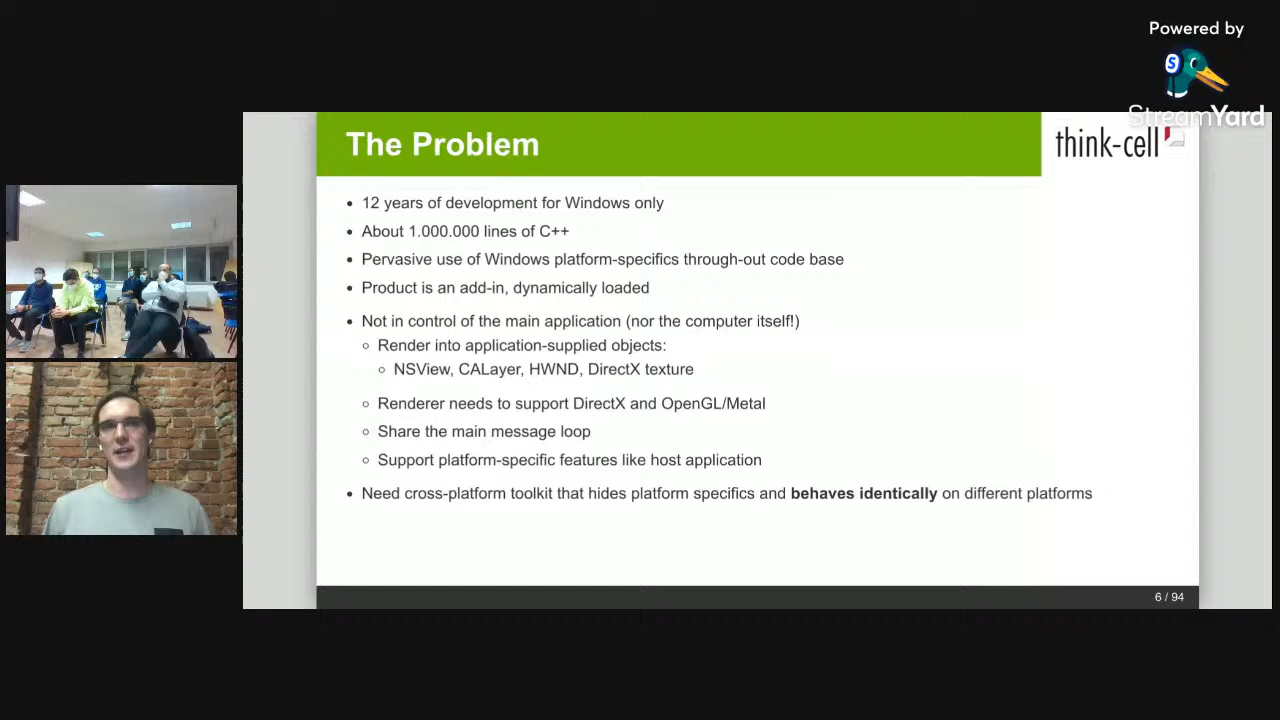 Powered by
S
StreamYard
The Problem
think-cell
• 12 years of development for Windows only
• About 1.000.000 lines of C++
• Pervasive use of Windows platform-specifics through-out code base
• Product is an add-in, dynamically loaded
• Not in control of the main application (nor the computer itself!)
◦ Render into application-supplied objects:
◦ NSView, CALayer, HWND, DirectX texture
◦ Renderer needs to support DirectX and OpenGL/Metal
◦ Share the main message loop
◦ Support platform-specific features like host application
• Need cross-platform toolkit that hides platform specifics and behaves identically on different platforms
6 / 94